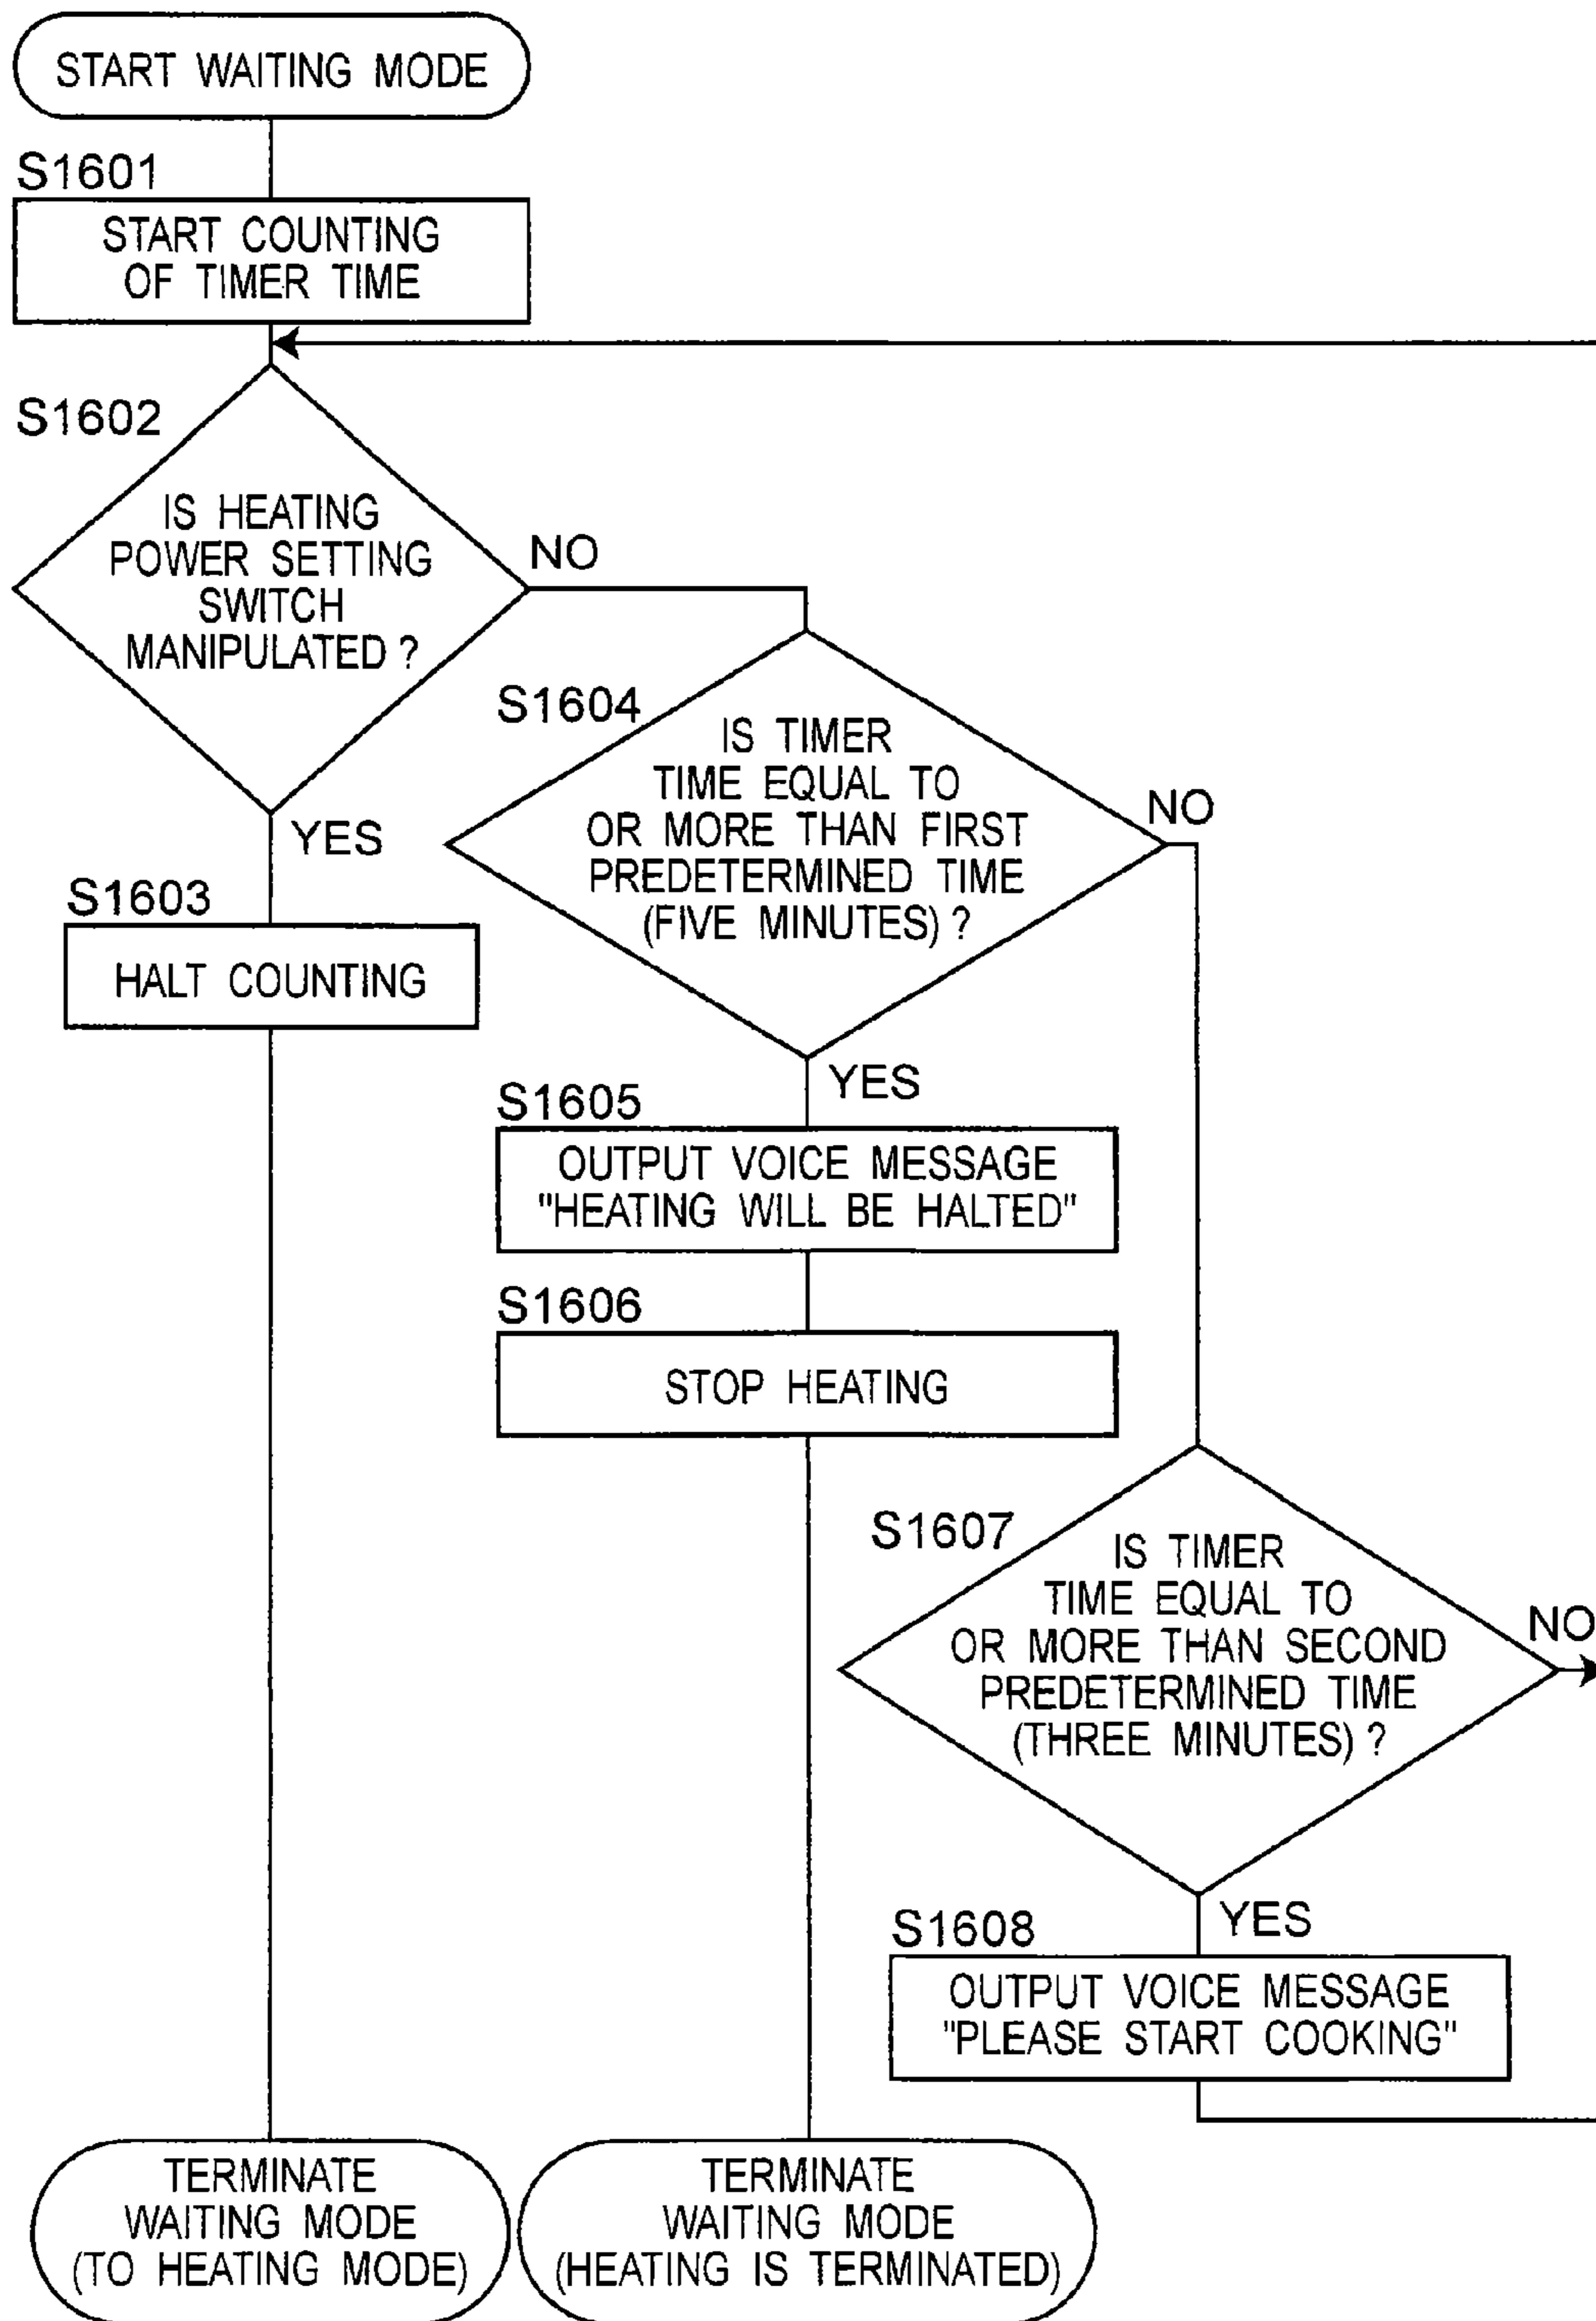 START WAITING MODE
S1601
START COUNTING
OF TIMER TIME
S1602
IS HEATING
POWER SETTING
SWITCH
MANIPULATED ?
NO
YES
S1603
HALT COUNTING
S1604
IS TIMER
TIME EQUAL TO
OR MORE THAN FIRST
PREDETERMINED TIME
(FIVE MINUTES) ?
NO
YES
S1605
OUTPUT VOICE MESSAGE
"HEATING WILL BE HALTED"
S1606
STOP HEATING
S1607
IS TIMER
TIME EQUAL TO
OR MORE THAN SECOND
PREDETERMINED TIME
(THREE MINUTES) ?
NO
YES
S1608
OUTPUT VOICE MESSAGE
"PLEASE START COOKING"
TERMINATE
WAITING MODE
(TO HEATING MODE)
TERMINATE
WAITING MODE
(HEATING IS TERMINATED)